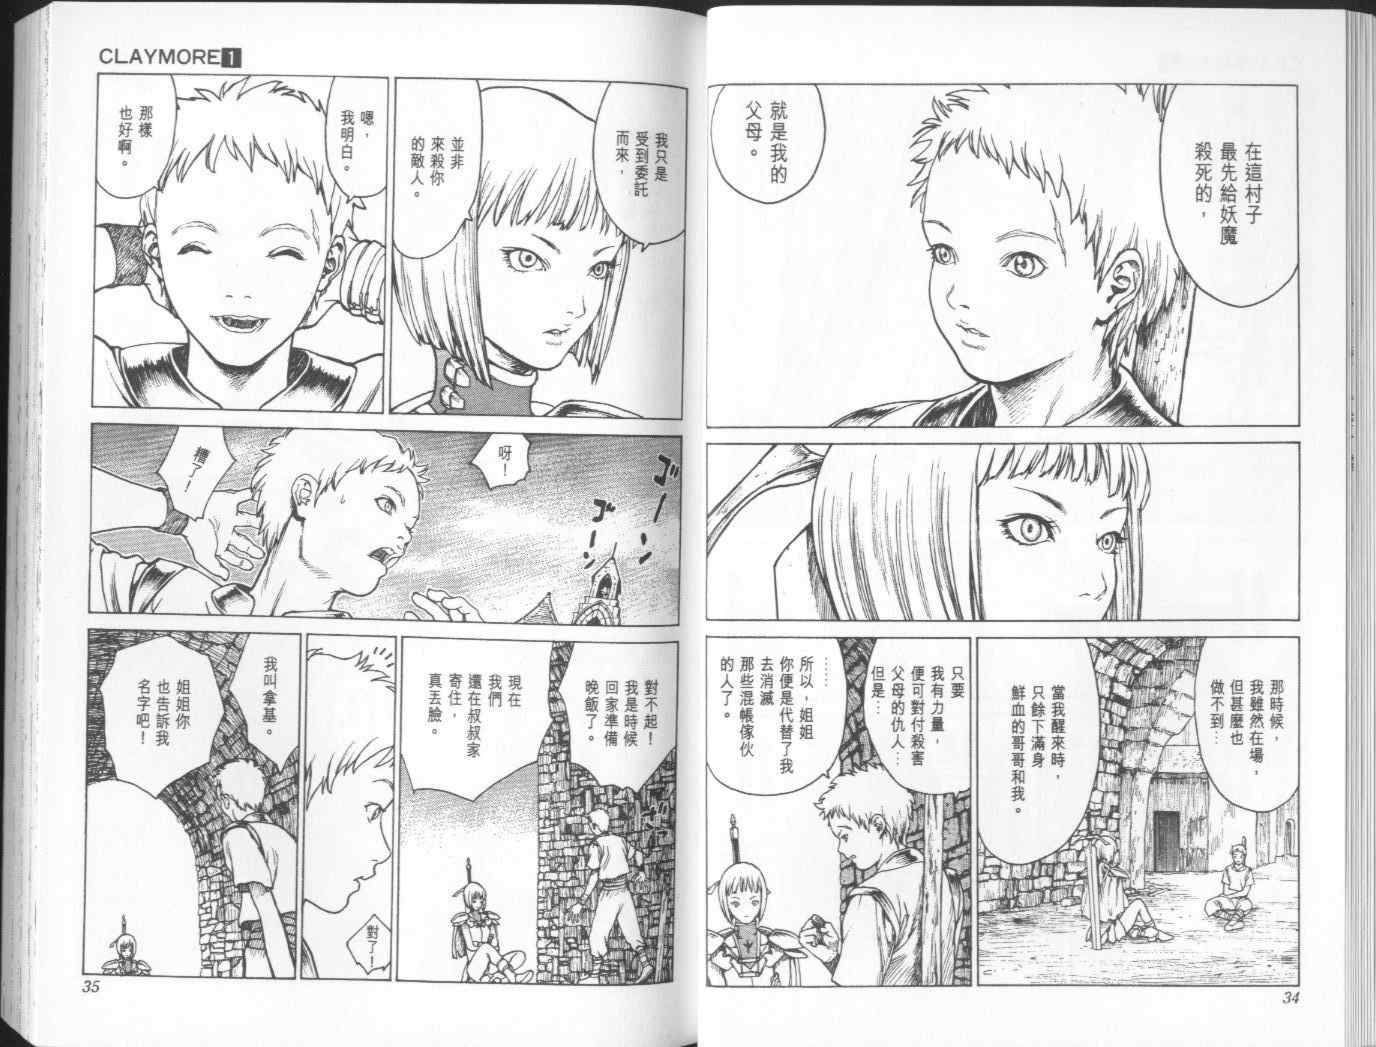 在這村子
最先給妖魔
殺死的，
就是我的
父母。
那時候，
我雖然在場，
但甚麼也
做不到…
當我醒來時，
只餘下滿身
鮮血的哥哥和我。
只要
我有力量，
便可對付殺害
父母的仇人…
但是…
……
所以，姐姐
你便是代替了我
去消滅
那些混帳傢伙
的人了。
34
CLAYMORE 1
我只是
受到委託
而來，
並非
來殺你
的敵人。
嗯，
我明白。
那樣
也好啊。
ゴーン
ゴーン
呀！
糟了！
對不起！
我是時候
回家準備
晚飯了。
現在
我們
還在叔叔家
寄住，
真丟臉。
對了！
我叫拿基。
姐姐你
也告訴我
名字吧！
35